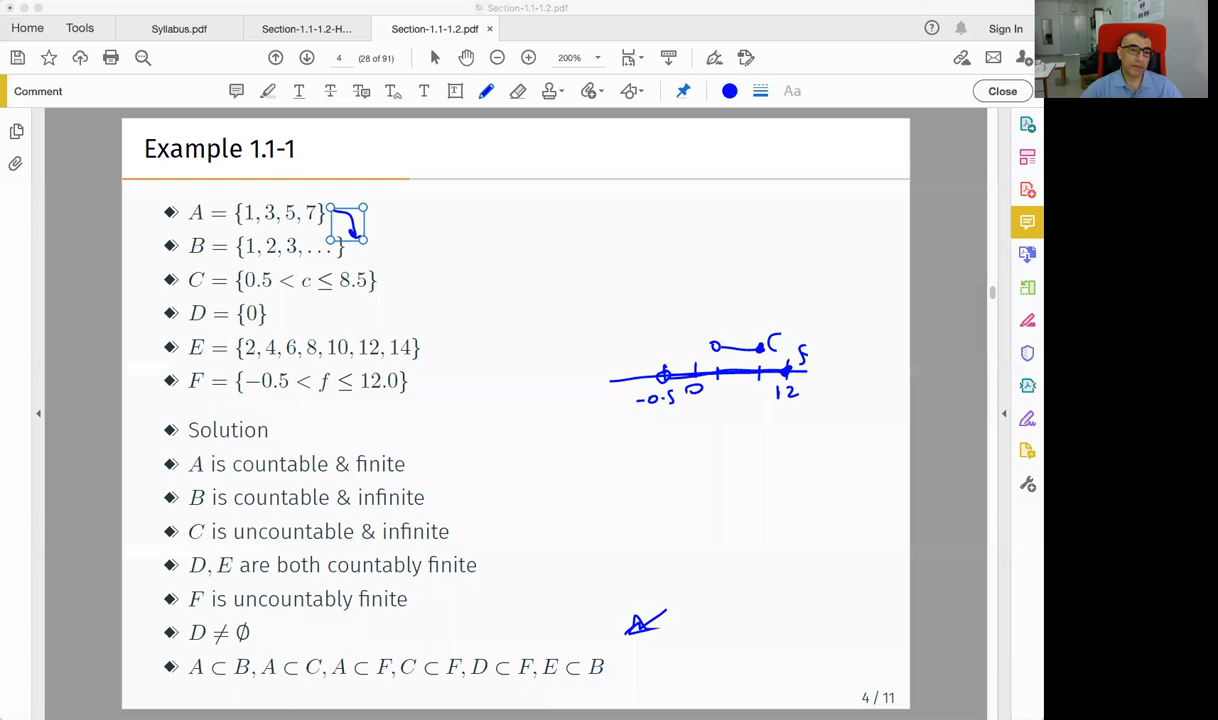 Section-1.1-1.2.pdf
Home Tools Syllabus.pdf Section-1.1-1.2-H... Section-1.1-1.2.pdf × Sign In
4 (28 of 91) 200%
Comment Aa Close
Example 1.1-1
A = {1, 3, 5, 7}
B = {1, 2, 3, . . . }
C = {0.5 < c ≤ 8.5}
D = {0}
E = {2, 4, 6, 8, 10, 12, 14}
F = {−0.5 < f ≤ 12.0}
C
f
-0.5 0 12
Solution
A is countable & finite
B is countable & infinite
C is uncountable & infinite
D, E are both countably finite
F is uncountably finite
D ≠ ∅
A ⊂ B, A ⊂ C, A ⊂ F, C ⊂ F, D ⊂ F, E ⊂ B
4 / 11